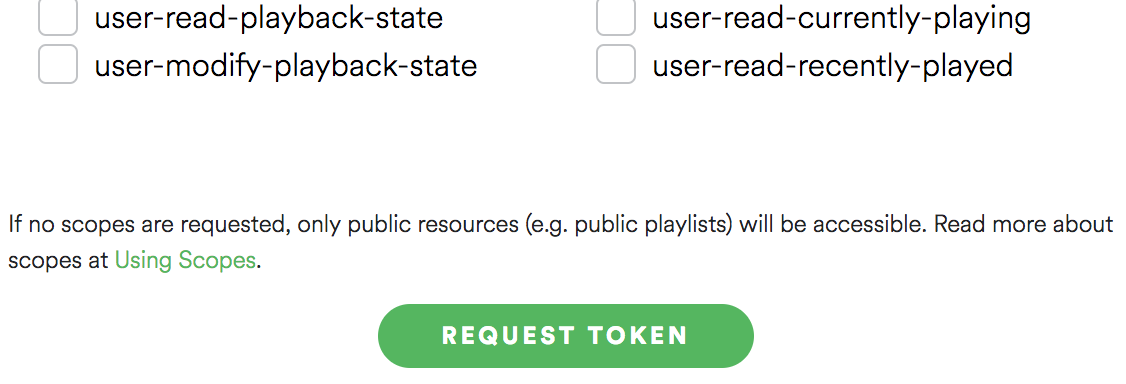 user-read-playback-state
user-read-currently-playing
user-modify-playback-state
user-read-recently-played
If no scopes are requested, only public resources (e.g. public playlists) will be accessible. Read more about
scopes at Using Scopes.
REQUEST TOKEN